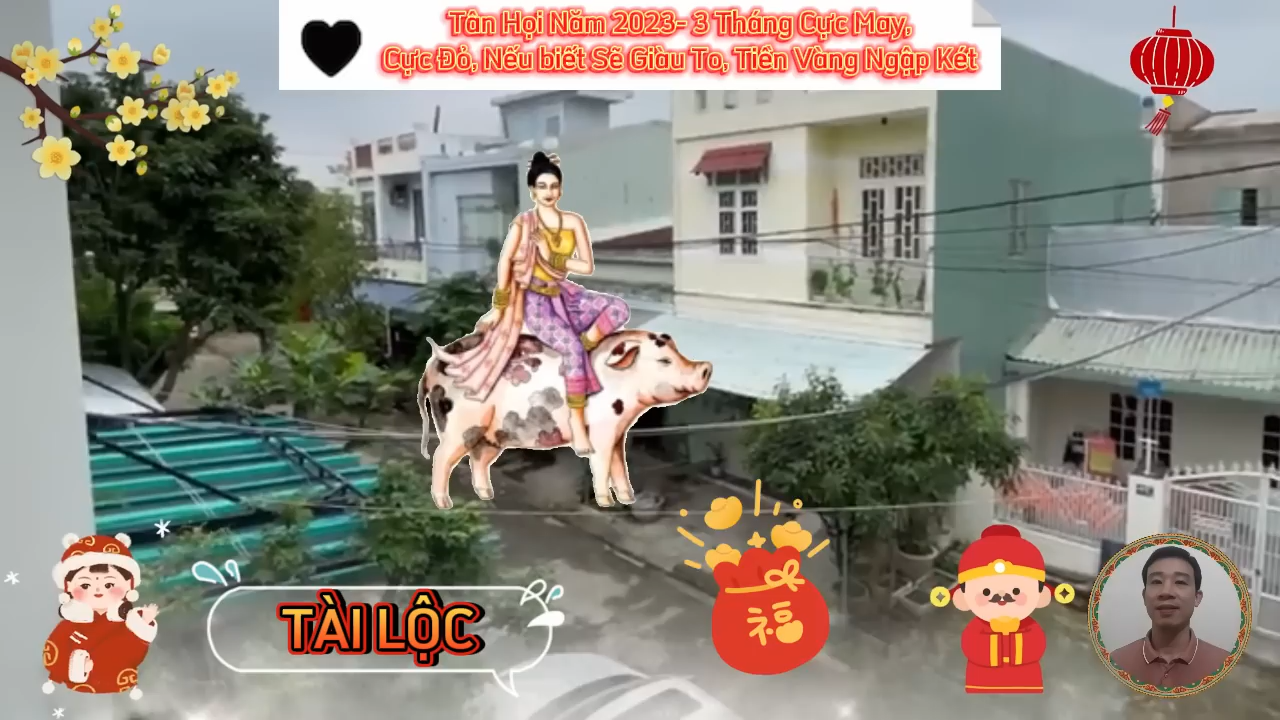 Tân Họi Năm 2023- 3 Tháng Cực May,
Cực Đỏ, Nếu biết Sẽ Giàu To, Tiền Vàng Ngập Két
TÀI LỘC
福